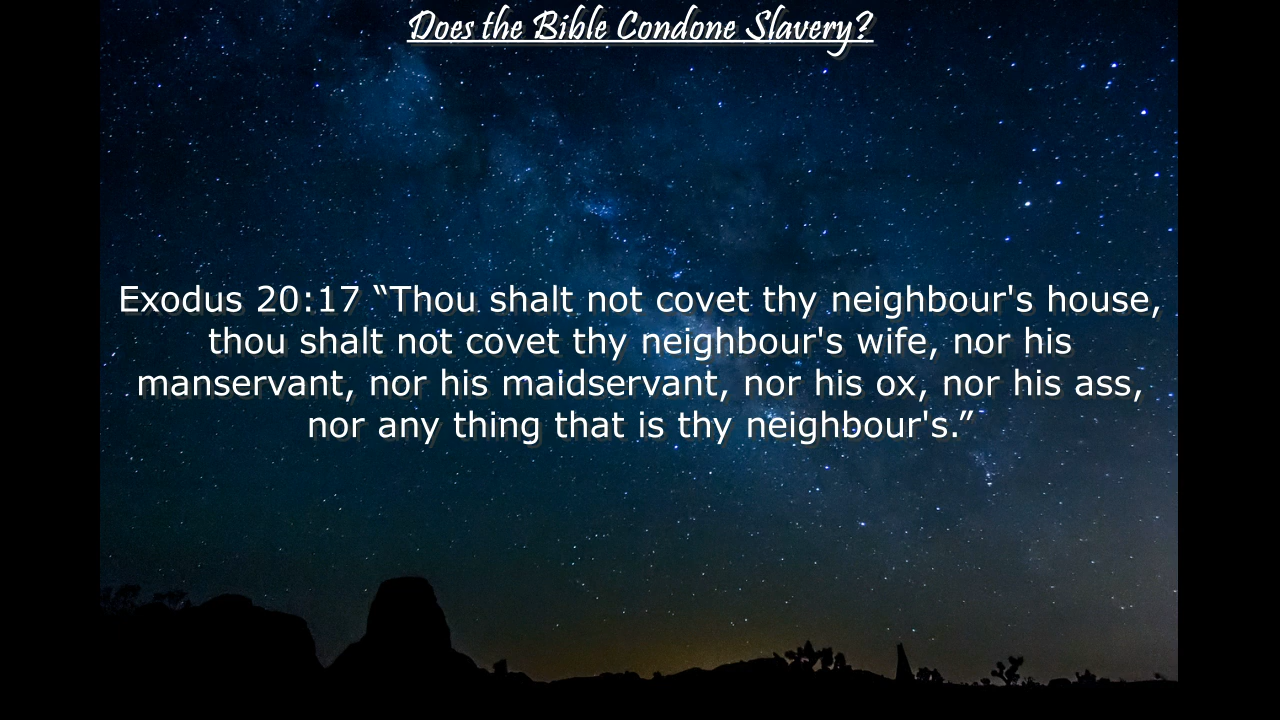 Does the Bible Condone Slavery?
Exodus 20:17 “Thou shalt not covet thy neighbour's house,
thou shalt not covet thy neighbour's wife, nor his
manservant, nor his maidservant, nor his ox, nor his ass,
nor any thing that is thy neighbour's.”